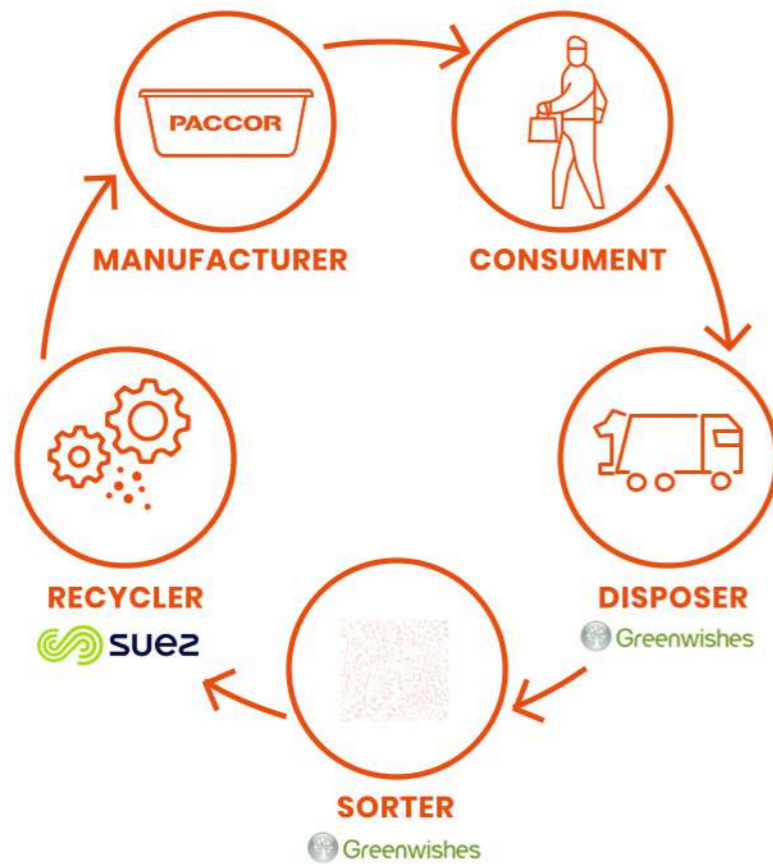 PACCOR
MANUFACTURER
CONSUMENT
RECYCLER
suez
DISPOSER
Greenwishes
SORTER
Greenwishes